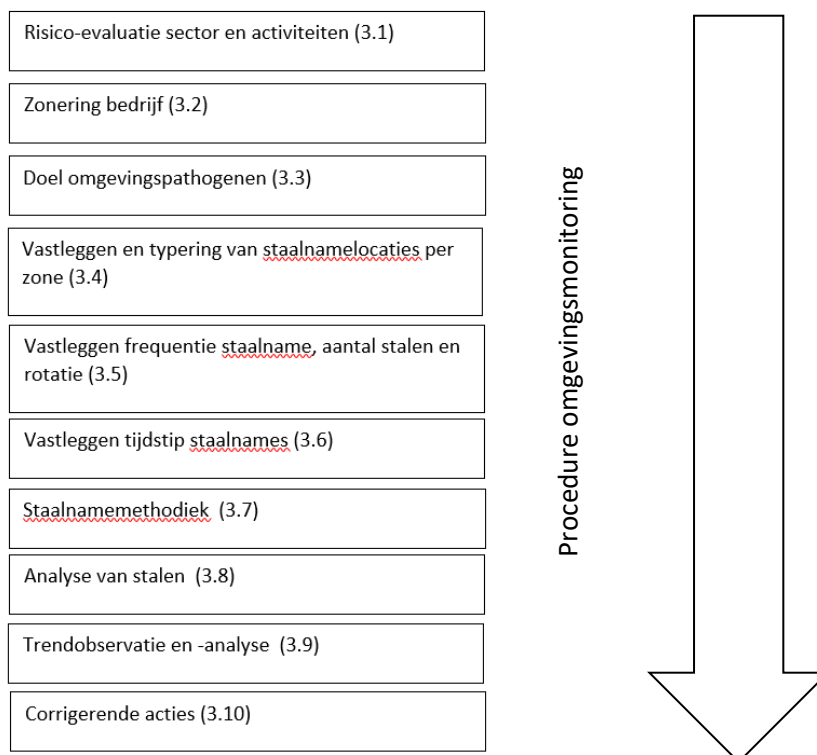 Risico-evaluatie sector en activiteiten (3.1)
Zonering bedrijf (3.2)
Doel omgevingspathogenen (3.3)
Vastleggen en typering van staalnamelocaties per
zone (3.4)
Vastleggen frequentie staalname, aantal stalen en
rotatie (3.5)
Vastleggen tijdstip staalnames (3.6)
Staalnamemethodiek (3.7)
Analyse van stalen (3.8)
Trendobservatie en -analyse (3.9)
Corrigerende acties (3.10)
Procedure omgevingsmonitoring